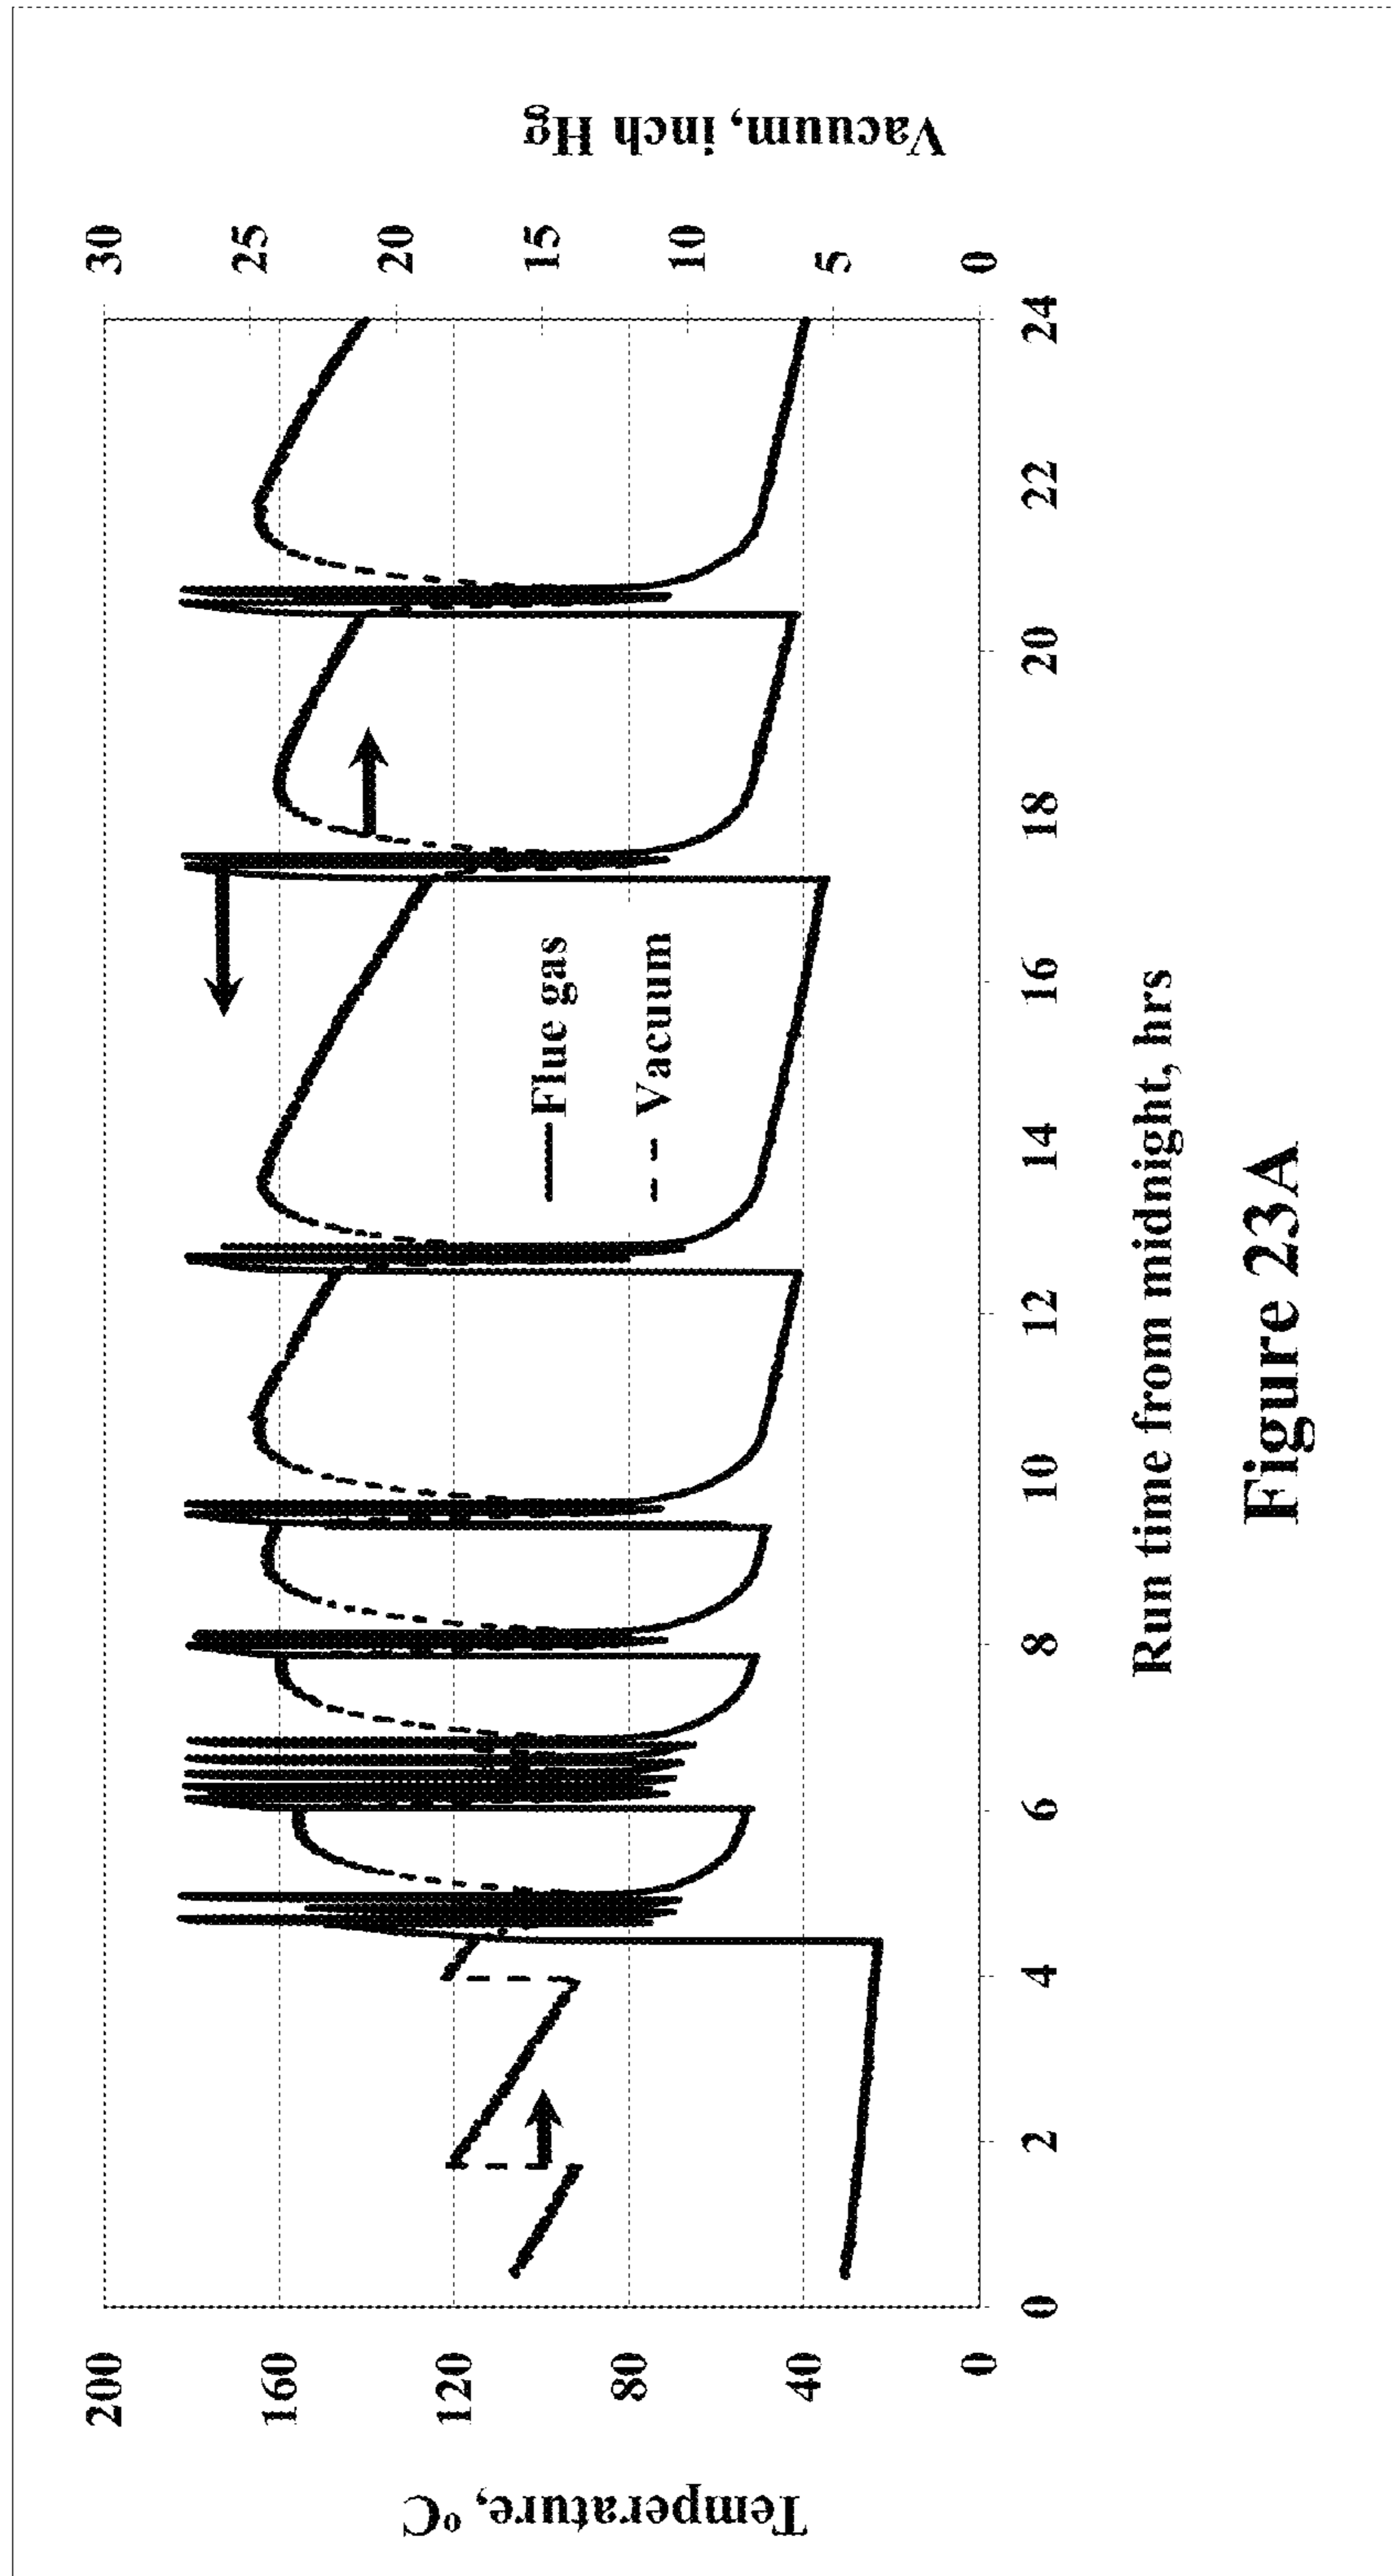 Temperature, °C
200
160
120
80
40
0
30
25
20
15
10
5
0
Vacuum, inch Hg
Flue gas
Vacuum
0 2 4 6 8 10 12 14 16 18 20 22 24
Run time from midnight, hrs
Figure 23A